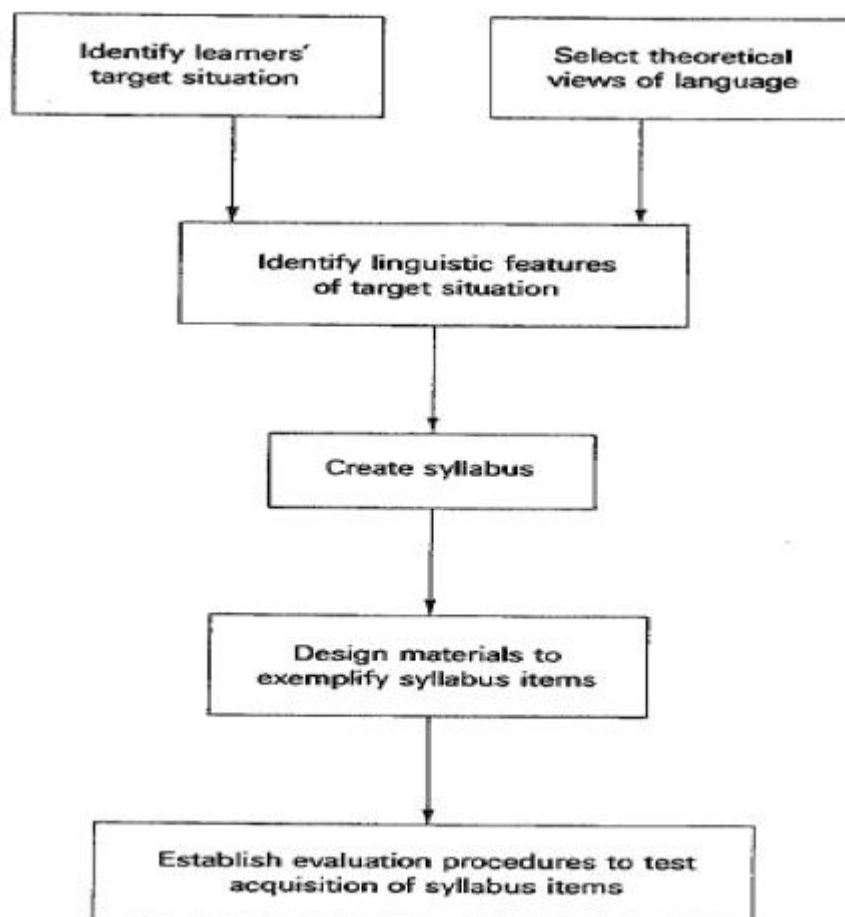 Identify learners'
target situation
Select theoretical
views of language
Identify linguistic features
of target situation
Create syllabus
Design materials to
exemplify syllabus items
Establish evaluation procedures to test
acquisition of syllabus items